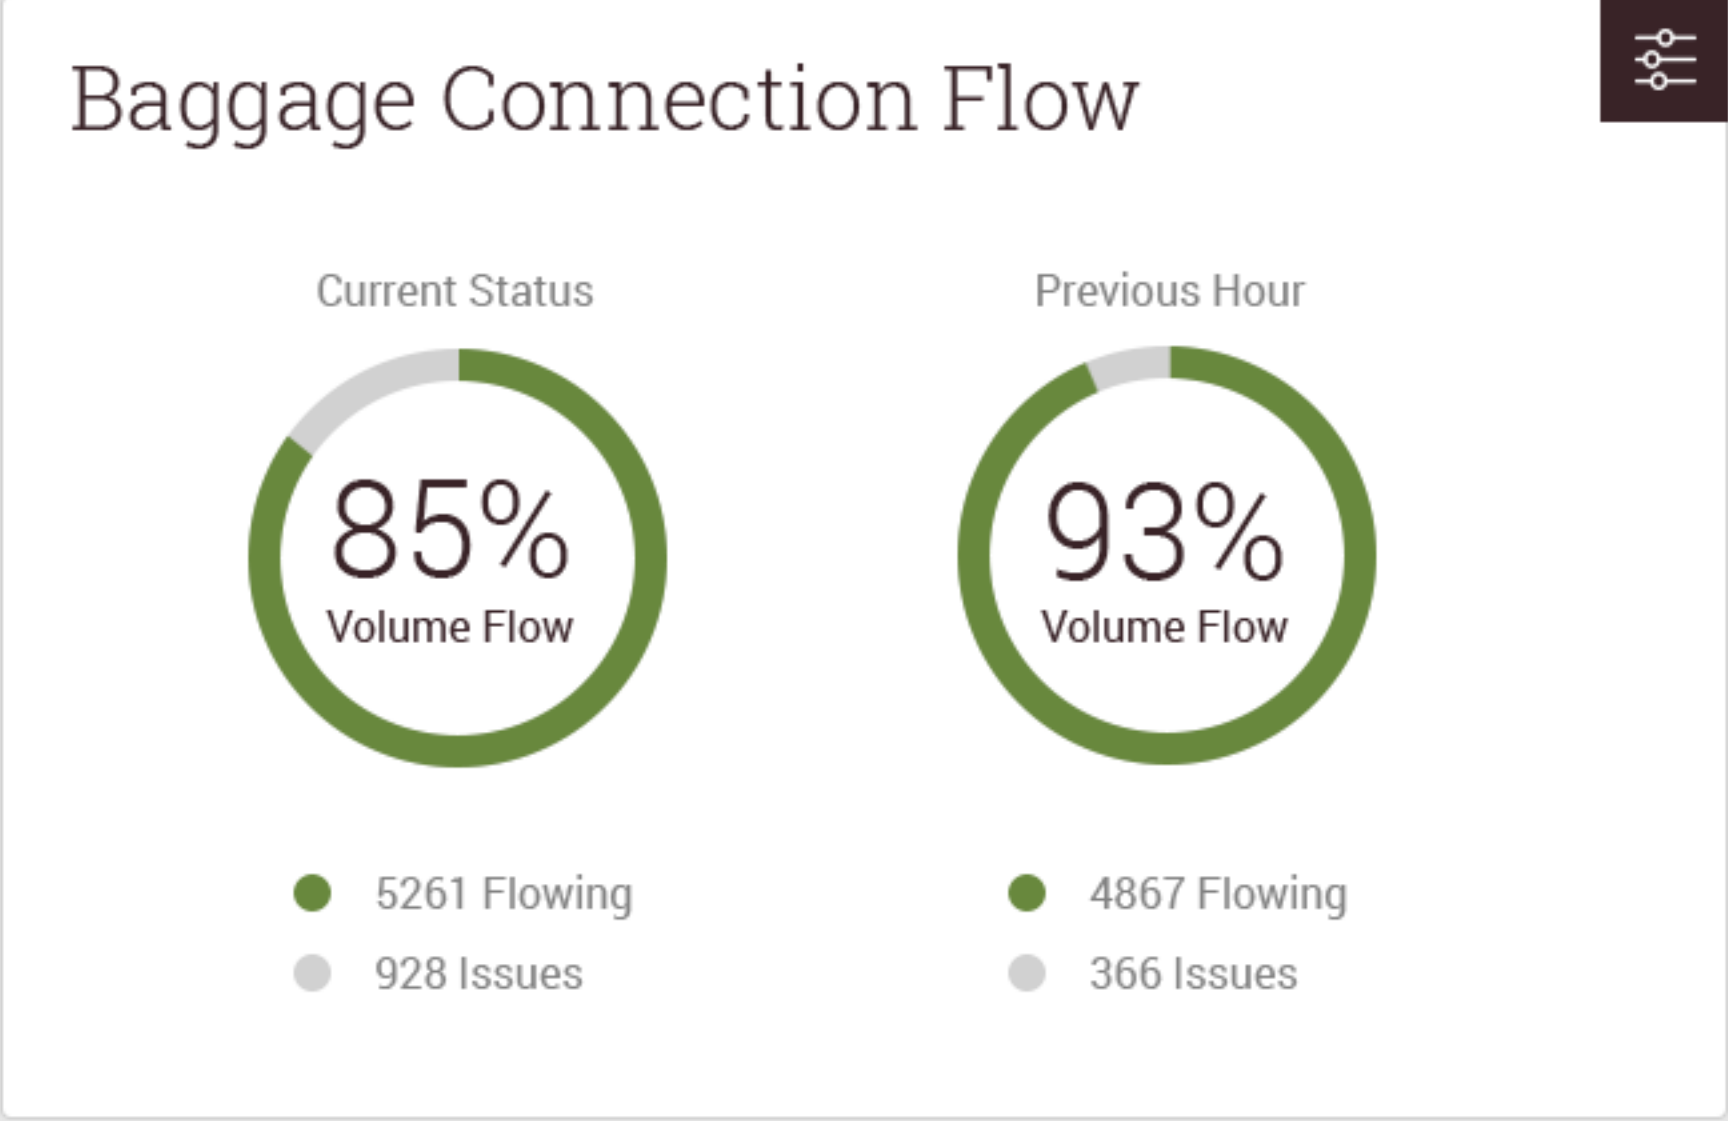 Baggage Connection Flow
Current Status
85%
Volume Flow
5261 Flowing
928 Issues
Previous Hour
93%
Volume Flow
4867 Flowing
366 Issues